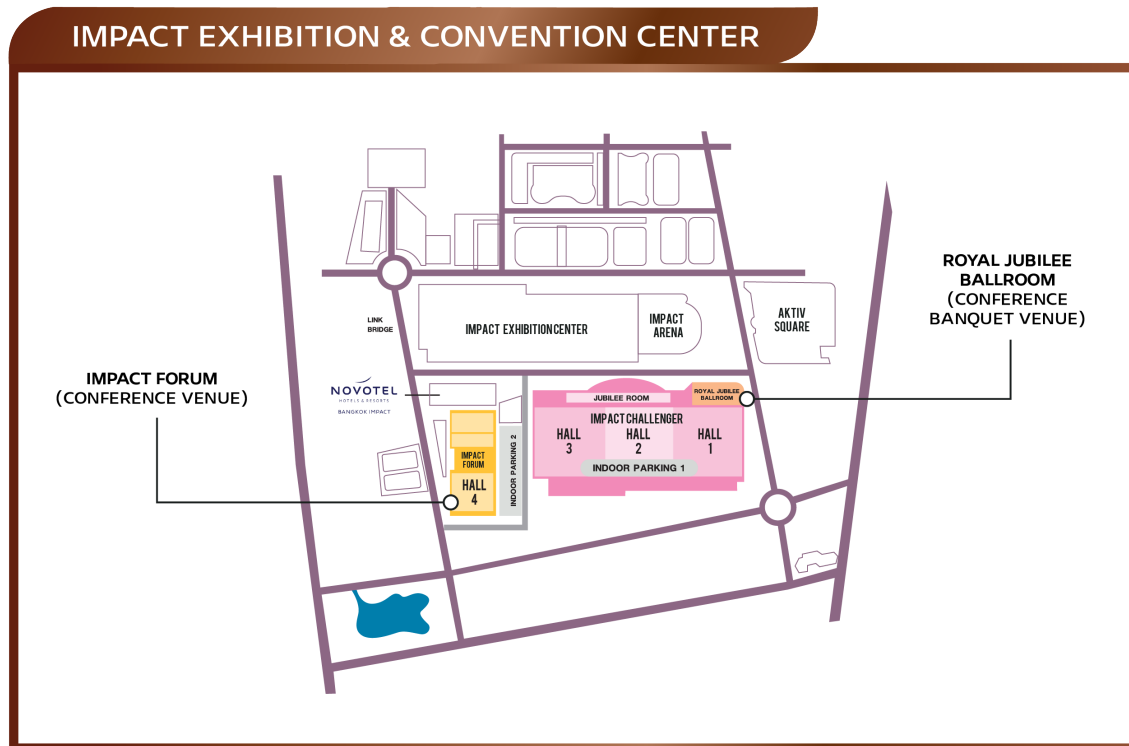 IMPACT EXHIBITION & CONVENTION CENTER
ROYAL JUBILEE
BALLROOM
(CONFERENCE
BANQUET VENUE)
LINK
BRIDGE
IMPACT EXHIBITION CENTER
IMPACT
ARENA
AKTIV
SQUARE
IMPACT FORUM
(CONFERENCE VENUE)
NOVOTEL
HOTELS & RESORTS
BANGKOK IMPACT
JUBILEE ROOM
ROYAL JUBILEE
BALLROOM
IMPACT CHALLENGER
HALL
3
HALL
2
HALL
1
INDOOR PARKING 1
IMPACT
FORUM
HALL
4
INDOOR PARKING 2